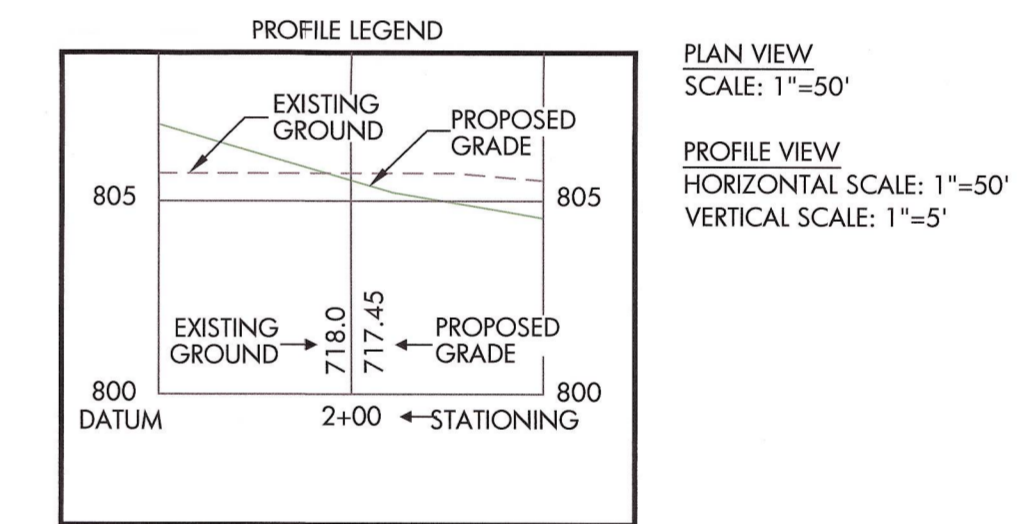 PROFILE LEGEND
EXISTING
GROUND
PROPOSED
GRADE
805
805
EXISTING
GROUND
718.0
717.45
PROPOSED
GRADE
800
800
DATUM
2+00
STATIONING
PLAN VIEW
SCALE: 1"=50'
PROFILE VIEW
HORIZONTAL SCALE: 1"=50'
VERTICAL SCALE: 1"=5'